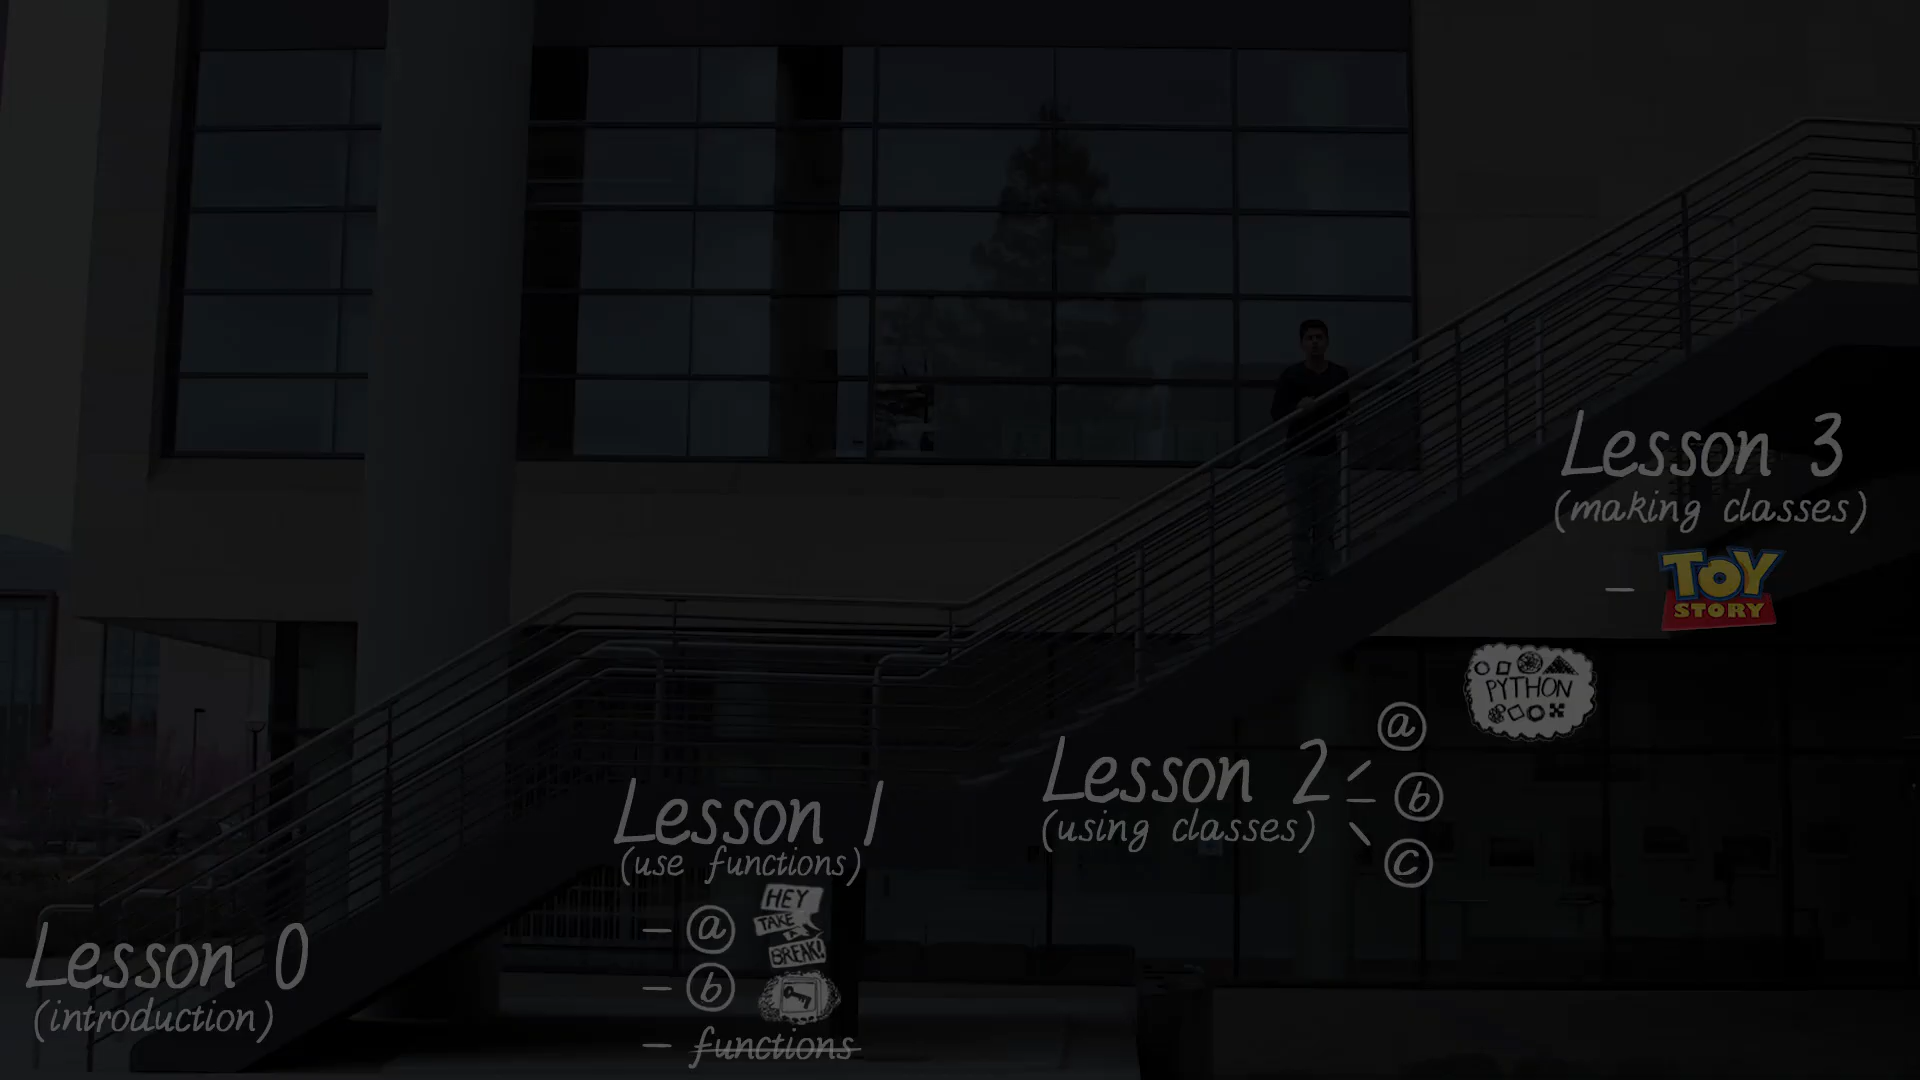 Lesson 0
(introduction)
Lesson 1
(use functions)
- a
HEY
TAKE
A
BREAK!
- b
- functions
Lesson 2
(using classes)
a
b
c
PYTHON
Lesson 3
(making classes)
- TOY
STORY